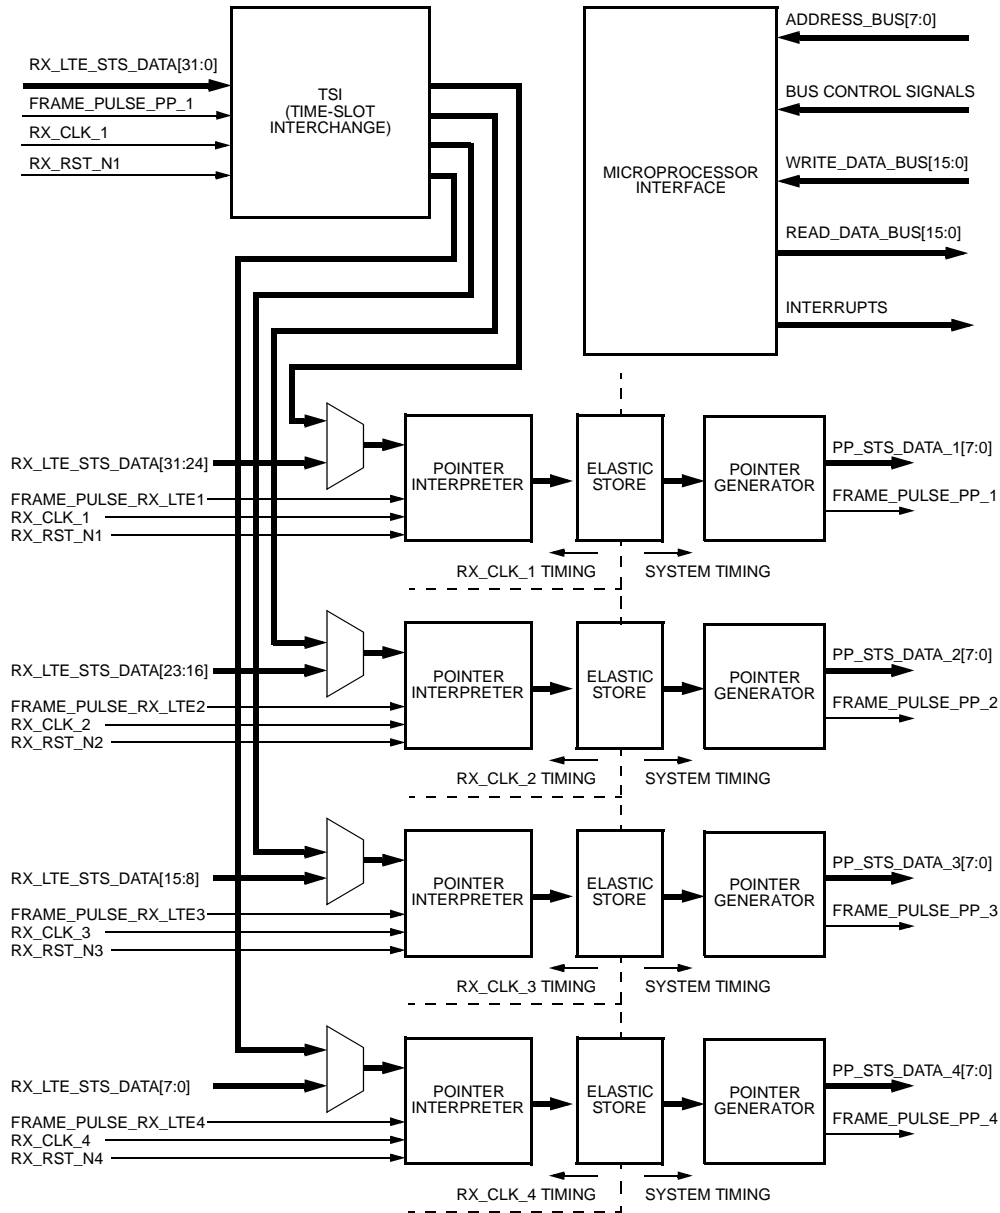 RX_LTE_STS_DATA[31:0]
FRAME_PULSE_PP_1
RX_CLK_1
RX_RST_N1
TSI
(TIME-SLOT
INTERCHANGE)
MICROPROCESSOR
INTERFACE
ADDRESS_BUS[7:0]
BUS CONTROL SIGNALS
WRITE_DATA_BUS[15:0]
READ_DATA_BUS[15:0]
INTERRUPTS
RX_LTE_STS_DATA[31:24]
FRAME_PULSE_RX_LTE1
RX_CLK_1
RX_RST_N1
POINTER
INTERPRETER
ELASTIC
STORE
POINTER
GENERATOR
PP_STS_DATA_1[7:0]
FRAME_PULSE_PP_1
RX_CLK_1 TIMING
SYSTEM TIMING
RX_LTE_STS_DATA[23:16]
FRAME_PULSE_RX_LTE2
RX_CLK_2
RX_RST_N2
POINTER
INTERPRETER
ELASTIC
STORE
POINTER
GENERATOR
PP_STS_DATA_2[7:0]
FRAME_PULSE_PP_2
RX_CLK_2 TIMING
SYSTEM TIMING
RX_LTE_STS_DATA[15:8]
FRAME_PULSE_RX_LTE3
RX_CLK_3
RX_RST_N3
POINTER
INTERPRETER
ELASTIC
STORE
POINTER
GENERATOR
PP_STS_DATA_3[7:0]
FRAME_PULSE_PP_3
RX_CLK_3 TIMING
SYSTEM TIMING
RX_LTE_STS_DATA[7:0]
FRAME_PULSE_RX_LTE4
RX_CLK_4
RX_RST_N4
POINTER
INTERPRETER
ELASTIC
STORE
POINTER
GENERATOR
PP_STS_DATA_4[7:0]
FRAME_PULSE_PP_4
RX_CLK_4 TIMING
SYSTEM TIMING